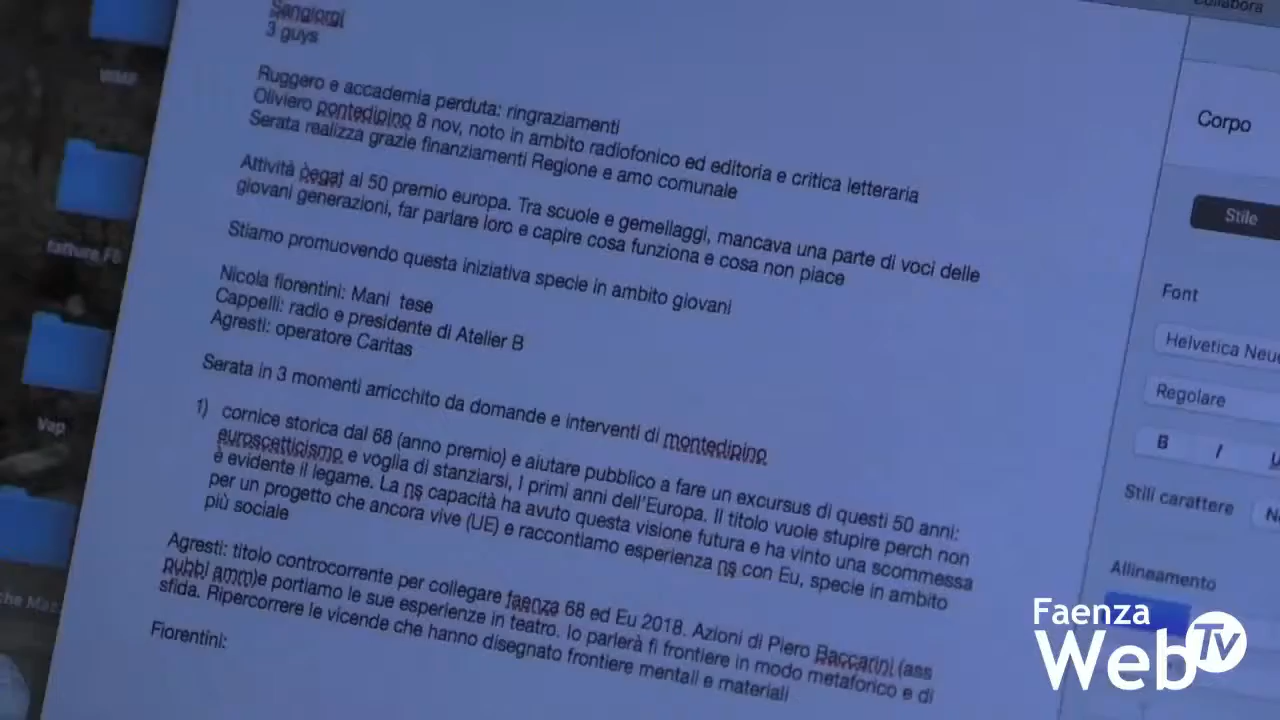 Collabora
Sangiorgi
3 guys
Ruggero e accademia perduta: ringraziamenti
Oliviero pontedipino 8 nov, noto in ambito radiofonico ed editoria e critica letteraria
Serata realizza grazie finanziamenti Regione e amo comunale
Attività òegat ai 50 premio europa. Tra scuole e gemellaggi, mancava una parte di voci delle
giovani generazioni, far parlare loro e capire cosa funziona e cosa non piace
Stiamo promuovendo questa iniziativa specie in ambito giovani
Nicola fiorentini: Mani tese
Cappelli: radio e presidente di Atelier B
Agresti: operatore Caritas
Serata in 3 momenti arricchito da domande e interventi di montedipino
1) cornice storica dal 68 (anno premio) e aiutare pubblico a fare un excursus di questi 50 anni:
euroscetticismo e voglia di stanziarsi, I primi anni dell'Europa. Il titolo vuole stupire perch non
è evidente il legame. La ns capacità ha avuto questa visione futura e ha vinto una scommessa
per un progetto che ancora vive (UE) e raccontiamo esperienza ns con Eu, specie in ambito
più sociale
Agresti: titolo controcorrente per collegare faenza 68 ed Eu 2018. Azioni di Piero Baccarini (ass
pubbl amm)e portiamo le sue esperienze in teatro. Io parlerà fi frontiere in modo metaforico e di
sfida. Ripercorrere le vicende che hanno disegnato frontiere mentali e materiali
Fiorentini:
Vap
Corpo
Stile
Font
Helvetica Neue
Regolare
B I U
Stili carattere
Allineamento
Faenza
Web TV